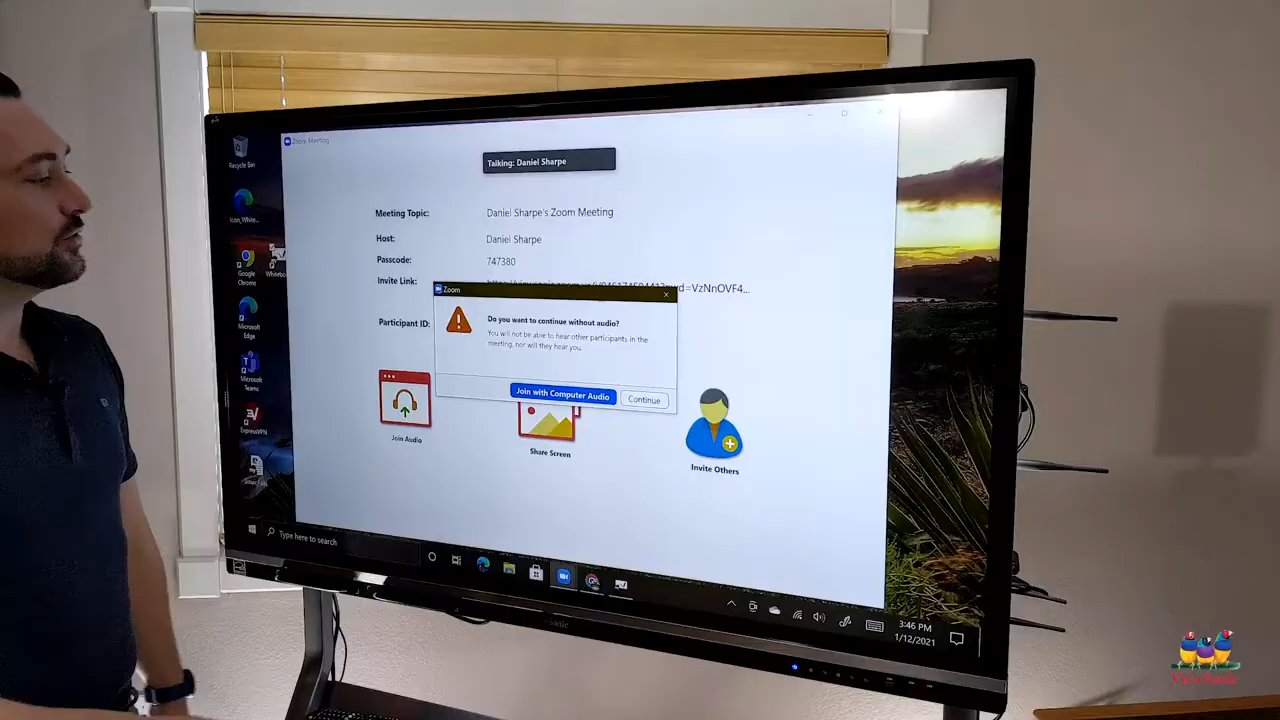 Zoom Meeting
Talking: Daniel Sharpe
Recycle Bin
Meeting Topic: Daniel Sharpe's Zoom Meeting
Host: Daniel Sharpe
Passcode: 747380
Invite Link:
Participant ID:
Zoom
Do you want to continue without audio?
You will not be able to hear other participants in the
meeting, nor will they hear you.
Join with Computer Audio Continue
Join Audio
Share Screen
Invite Others
Google
Chrome
Microsoft
Edge
Microsoft
Teams
ExpressVPN
Type here to search
3:46 PM
1/12/2021
ViewSonic